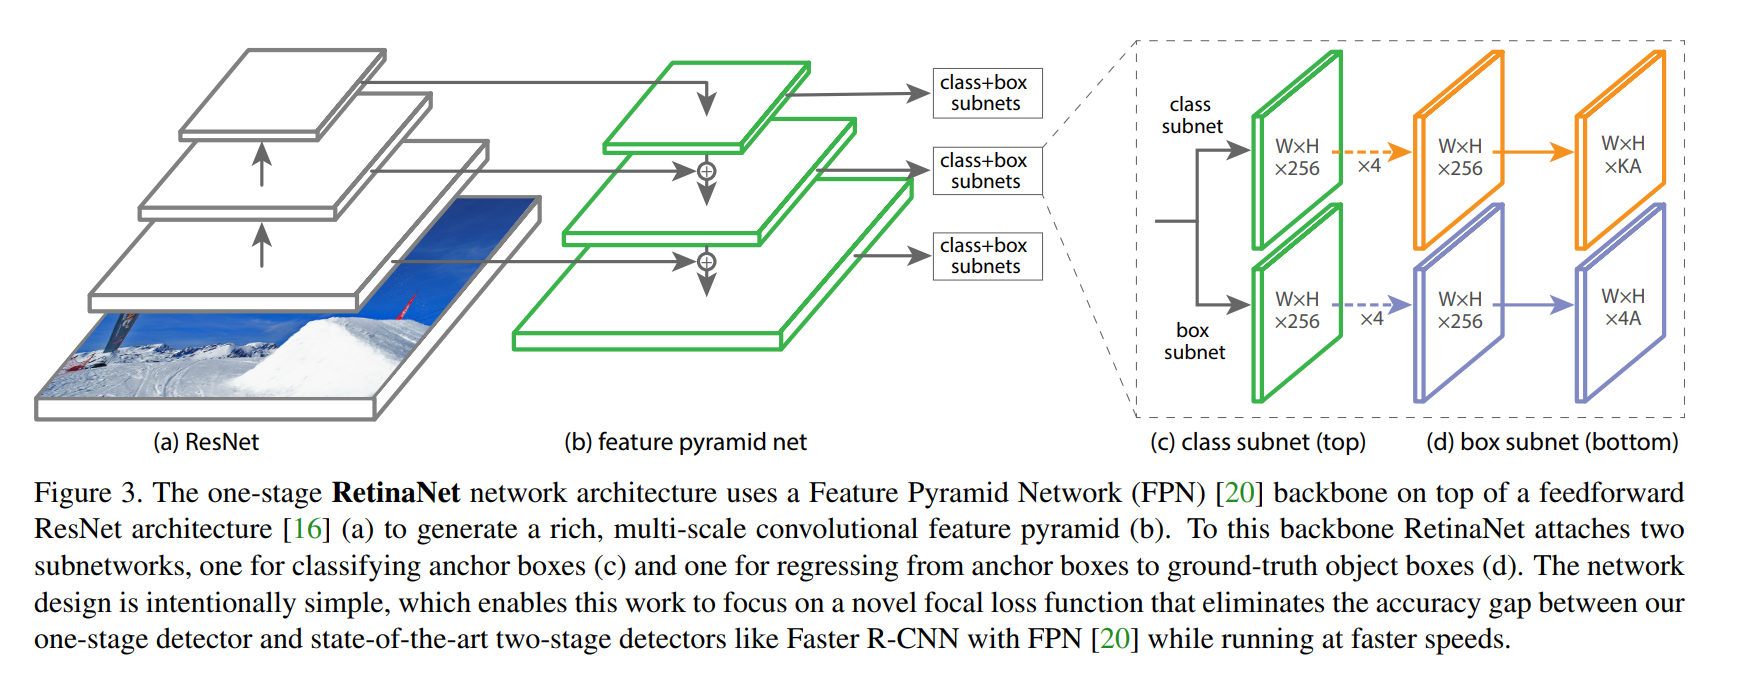 class+box
subnets
class+box
subnets
class+box
subnets
class
subnet
W×H
×256
×4
W×H
×256
W×H
×KA
box
subnet
W×H
×256
×4
W×H
×256
W×H
×4A
(a) ResNet
(b) feature pyramid net
(c) class subnet (top)
(d) box subnet (bottom)
Figure 3. The one-stage RetinaNet network architecture uses a Feature Pyramid Network (FPN) [20] backbone on top of a feedforward
ResNet architecture [16] (a) to generate a rich, multi-scale convolutional feature pyramid (b). To this backbone RetinaNet attaches two
subnetworks, one for classifying anchor boxes (c) and one for regressing from anchor boxes to ground-truth object boxes (d). The network
design is intentionally simple, which enables this work to focus on a novel focal loss function that eliminates the accuracy gap between our
one-stage detector and state-of-the-art two-stage detectors like Faster R-CNN with FPN [20] while running at faster speeds.